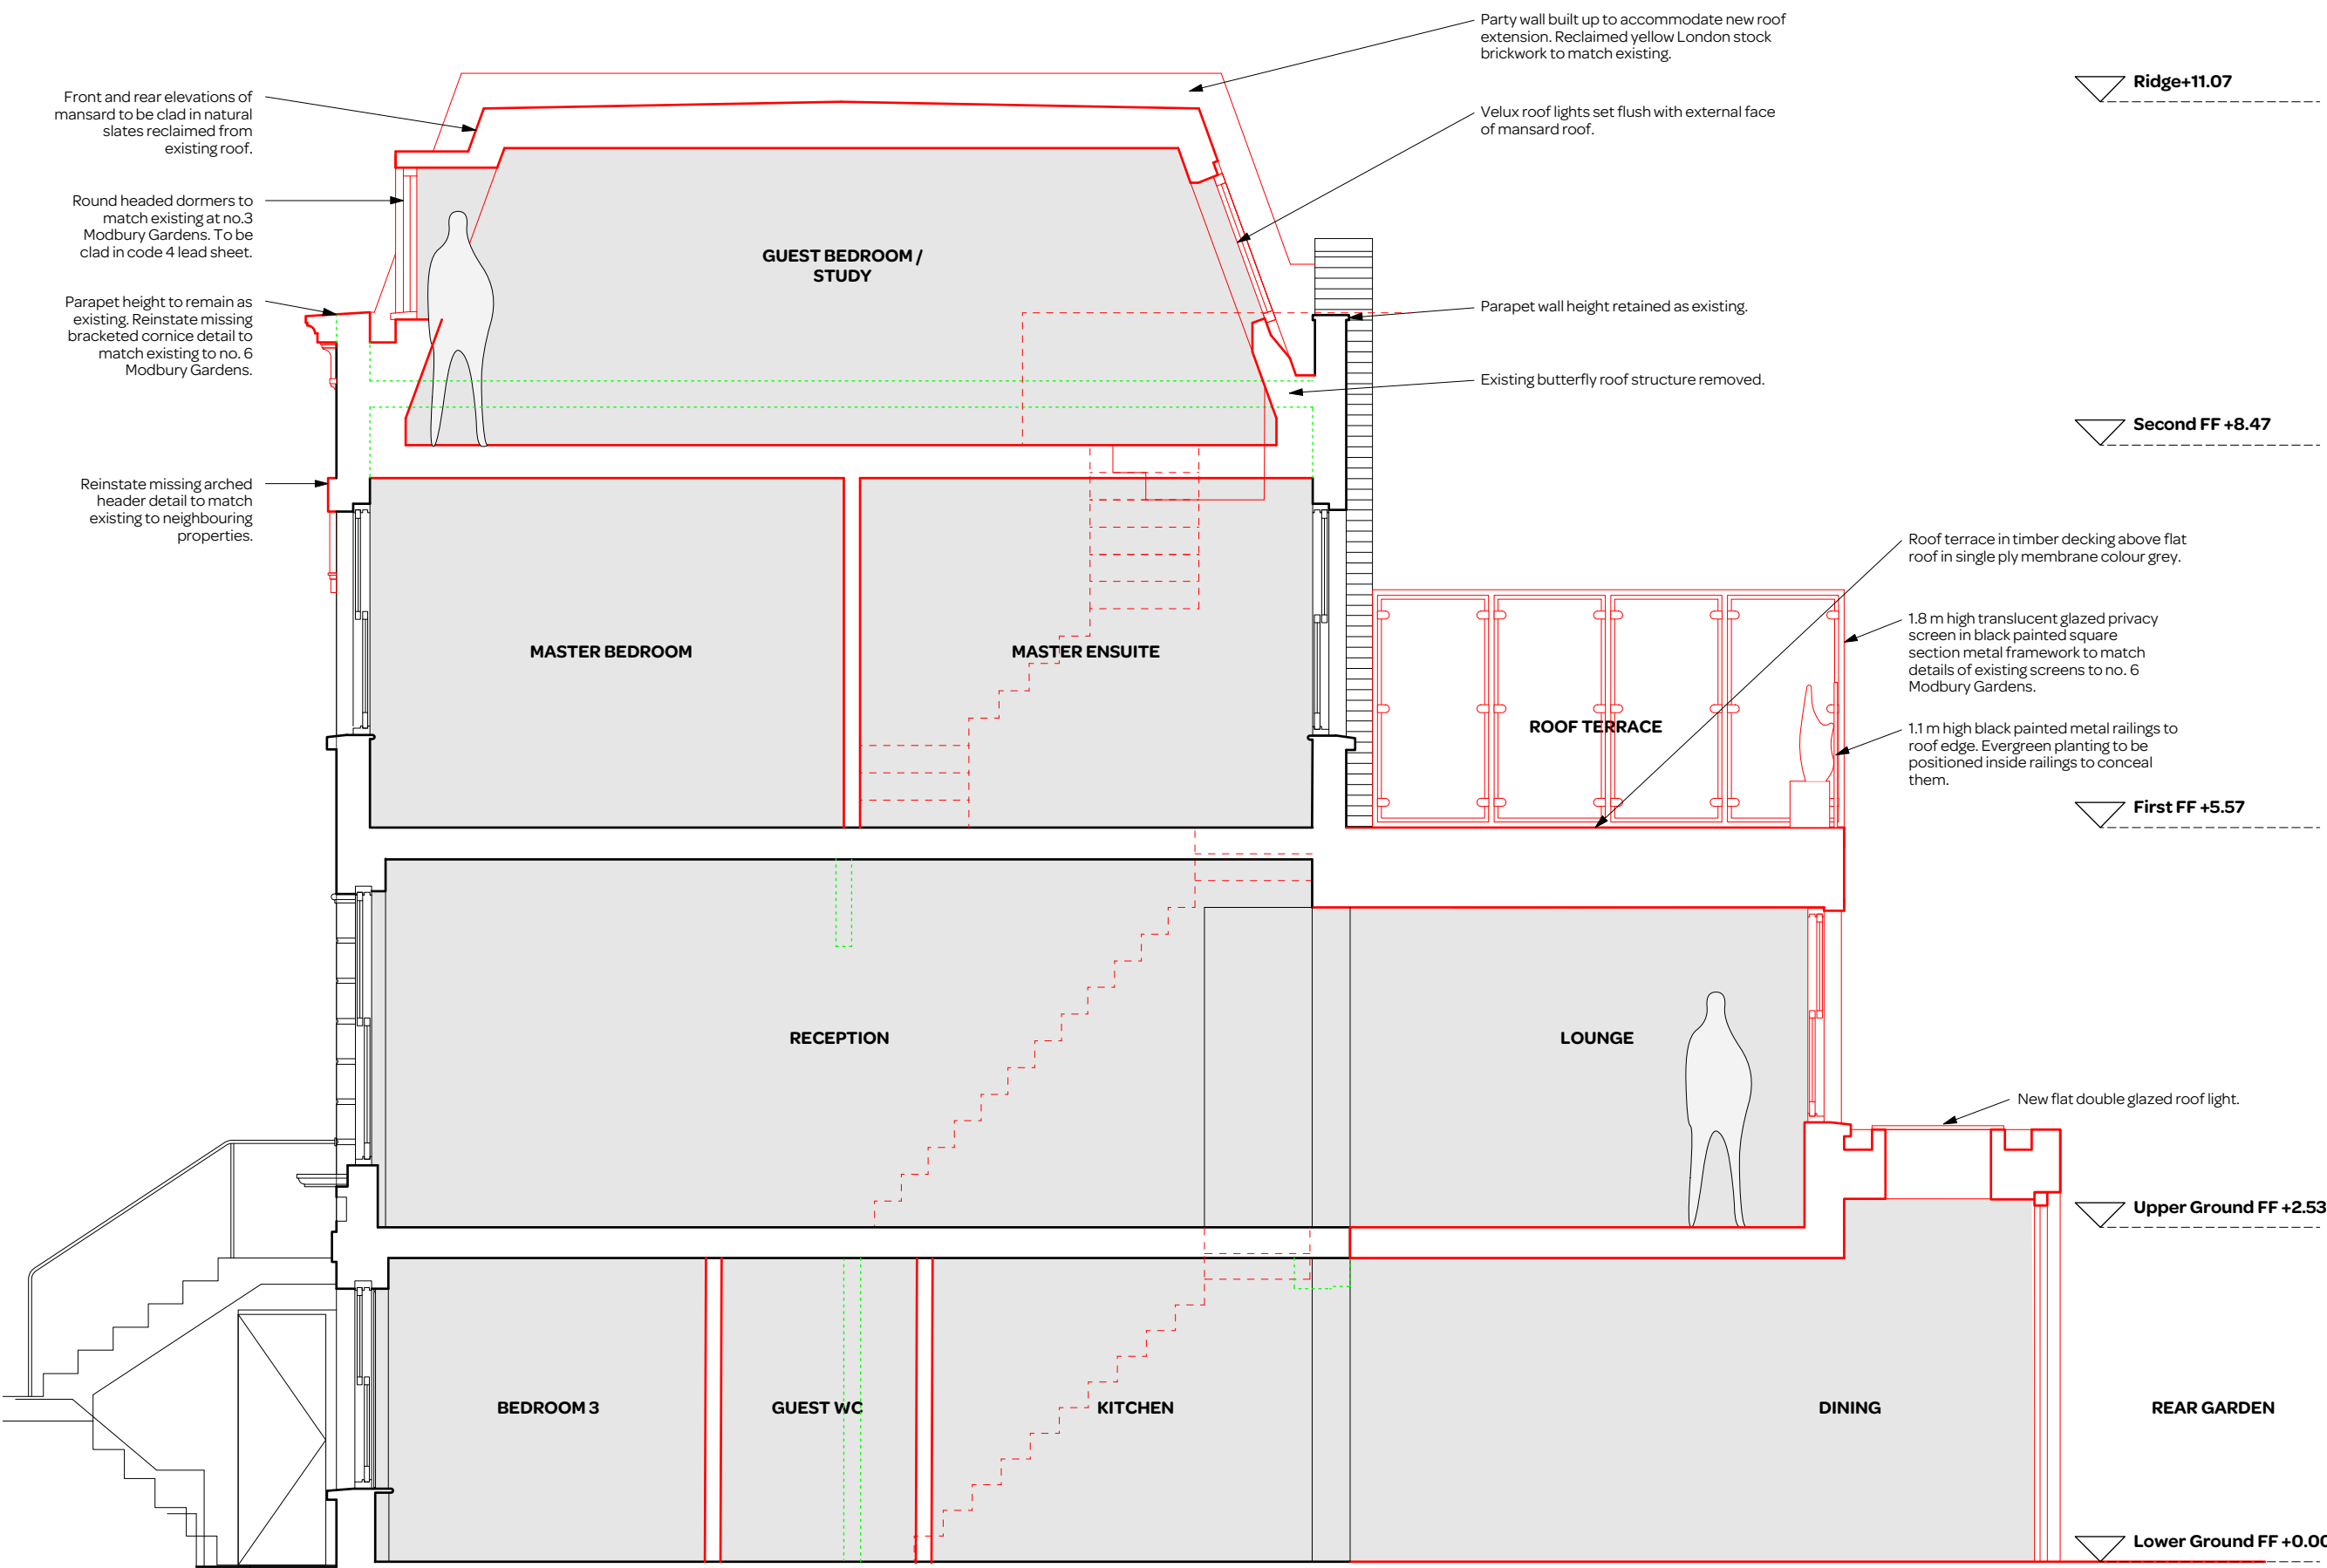 Party wall built up to accommodate new roof
extension. Reclaimed yellow London stock
brickwork to match existing.
Ridge+11.07
Front and rear elevations of
mansard to be clad in natural
slates reclaimed from
existing roof.
Velux roof lights set flush with external face
of mansard roof.
Round headed dormers to
match existing at no.3
Modbury Gardens. To be
clad in code 4 lead sheet.
GUEST BEDROOM /
STUDY
Parapet height to remain as
existing. Reinstate missing
bracketed cornice detail to
match existing to no. 6
Modbury Gardens.
Parapet wall height retained as existing.
Existing butterfly roof structure removed.
Second FF +8.47
Reinstate missing arched
header detail to match
existing to neighbouring
properties.
Roof terrace in timber decking above flat
roof in single ply membrane colour grey.
1.8 m high translucent glazed privacy
screen in black painted square
section metal framework to match
details of existing screens to no. 6
Modbury Gardens.
MASTER BEDROOM
MASTER ENSUITE
ROOF TERRACE
1.1 m high black painted metal railings to
roof edge. Evergreen planting to be
positioned inside railings to conceal
them.
First FF +5.57
RECEPTION
LOUNGE
New flat double glazed roof light.
Upper Ground FF +2.53
BEDROOM 3
GUEST WC
KITCHEN
DINING
REAR GARDEN
Lower Ground FF +0.00